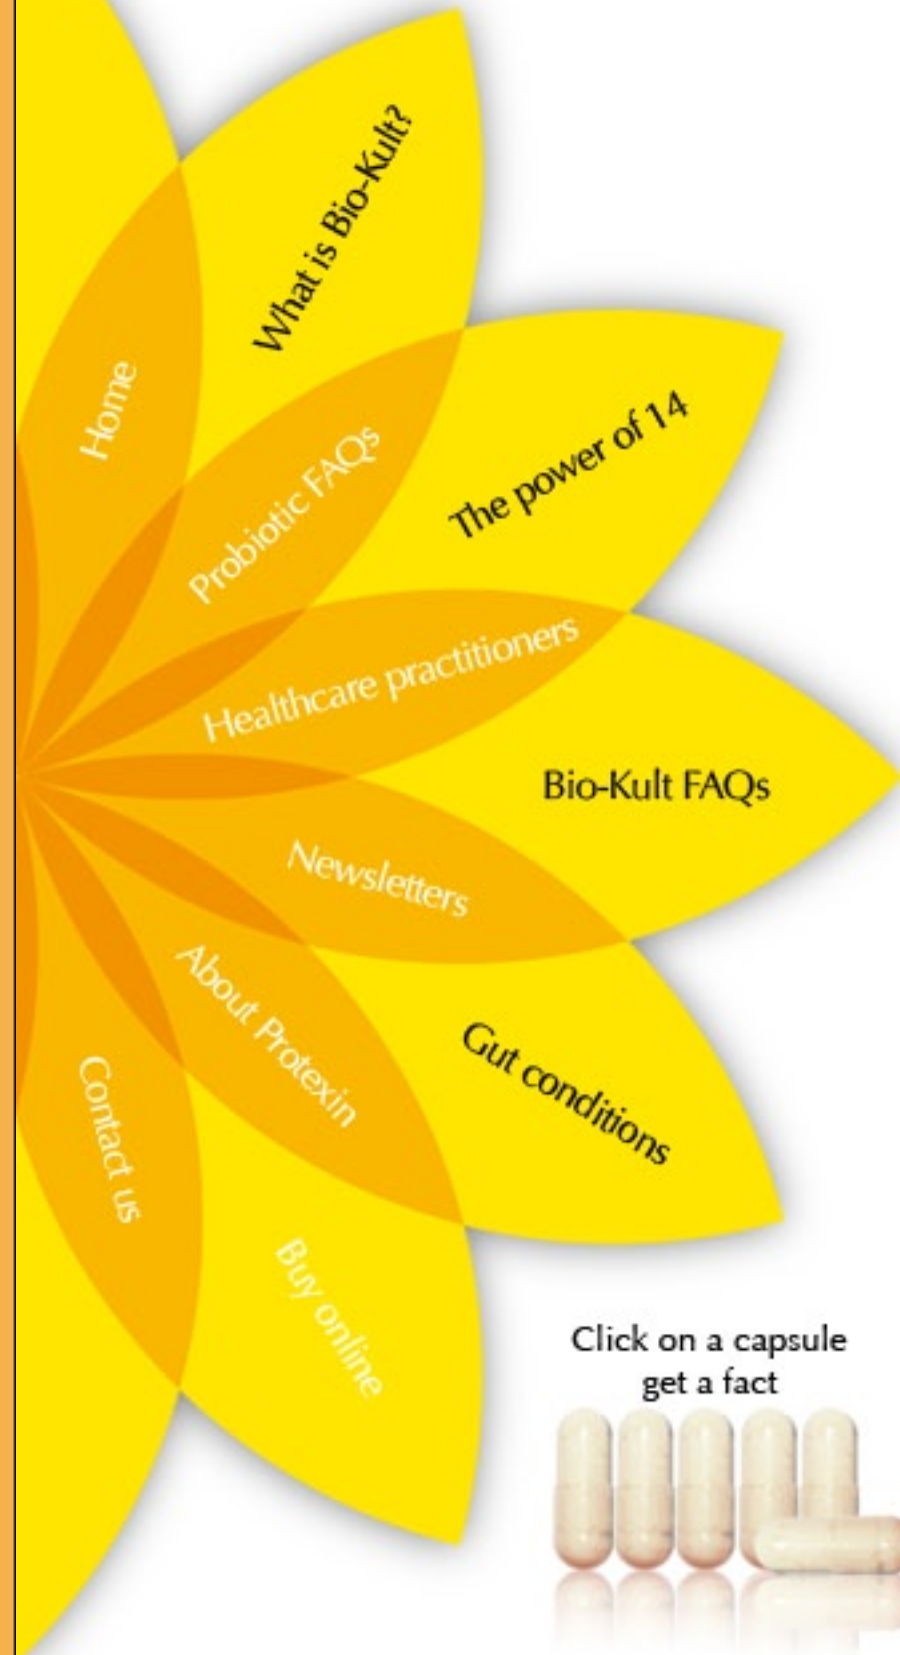 What is Bio-Kult?
Home
The power of 14
Probiotic FAQs
Healthcare practitioners
Bio-Kult FAQs
Newsletters
About Protexin
Gut conditions
Contact us
Buy online
Click on a capsule
get a fact